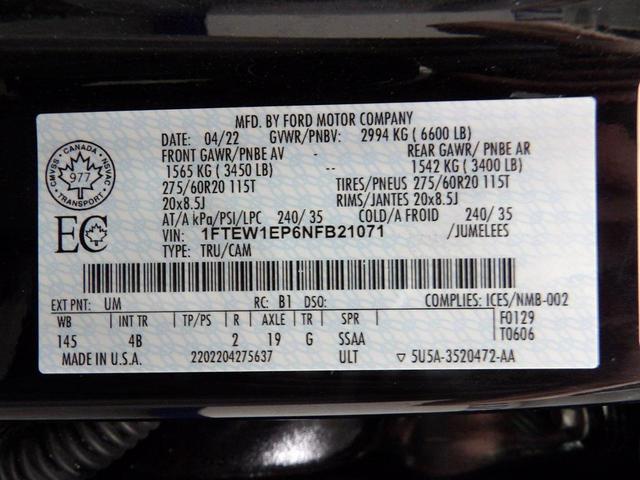 MFD. BY FORD MOTOR COMPANY
DATE: 04/22 GVWR/PNBV: 2994 KG ( 6600 LB)
FRONT GAWR/PNBE AV - REAR GAWR/ PNBE AR
1565 KG ( 3450 LB) -- 1542 KG ( 3400 LB)
275/60R20 115T TIRES/PNEUS 275/60R20 115T
20x8.5J RIMS/JANTES 20x8.5J
AT/A kPa/PSI/LPC 240/ 35 COLD/A FROID 240/ 35
VIN: 1FTEW1EP6NFB21071 /JUMELEES
TYPE: TRU/CAM
CANADA
CMVSS NSVAC
977
TRANSPORT
EC
EXT PNT: UM RC: B1 DSO: COMPLIES: ICES/NMB-002
WB INT TR TP/PS R AXLE TR SPR F0129
145 4B 2 19 G SSAA T0606
MADE IN U.S.A. 2202204275637 ULT ▽ 5U5A-3520472-AA